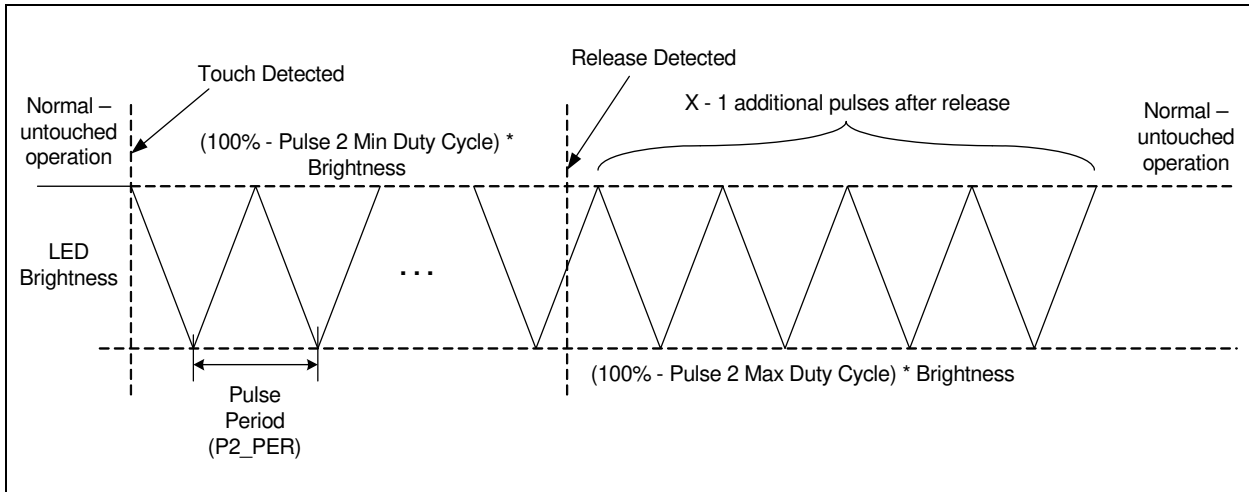 Touch Detected
Release Detected
Normal –
untouched
operation
(100% - Pulse 2 Min Duty Cycle) *
Brightness
X - 1 additional pulses after release
Normal –
untouched
operation
LED
Brightness
. . .
Pulse
Period
(P2_PER)
(100% - Pulse 2 Max Duty Cycle) * Brightness